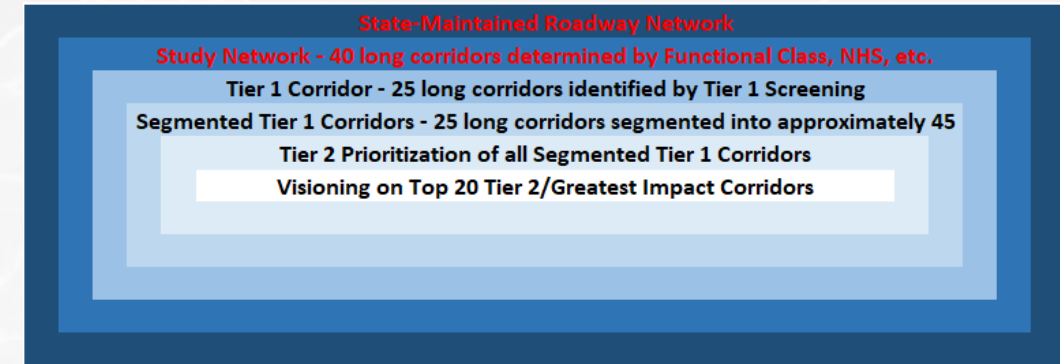 State-Maintained Roadway Network
Study Network - 40 long corridors determined by Functional Class, NHS, etc.
Tier 1 Corridor - 25 long corridors identified by Tier 1 Screening
Segmented Tier 1 Corridors - 25 long corridors segmented into approximately 45
Tier 2 Prioritization of all Segmented Tier 1 Corridors
Visioning on Top 20 Tier 2/Greatest Impact Corridors